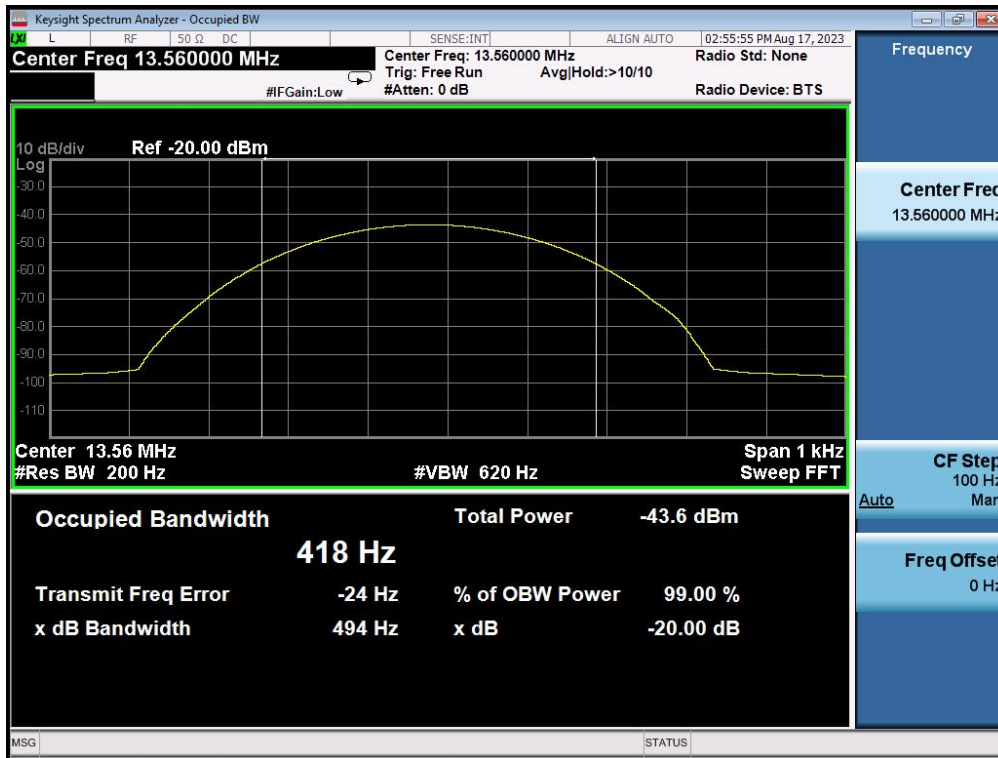 Keysight Spectrum Analyzer - Occupied BW
LXI L RF 50 Ω DC SENSE:INT ALIGN AUTO 02:55:55 PM Aug 17, 2023
Center Freq 13.560000 MHz
#IFGain:Low
Center Freq: 13.560000 MHz
Trig: Free Run Avg|Hold:>10/10
#Atten: 0 dB
Radio Std: None
Radio Device: BTS
10 dB/div Ref -20.00 dBm
Log
-30.0
-40.0
-50.0
-60.0
-70.0
-80.0
-90.0
-100
-110
Center 13.56 MHz Span 1 kHz
#Res BW 200 Hz #VBW 620 Hz Sweep FFT
Occupied Bandwidth Total Power -43.6 dBm
418 Hz
Transmit Freq Error -24 Hz % of OBW Power 99.00 %
x dB Bandwidth 494 Hz x dB -20.00 dB
MSG STATUS
Frequency
Center Freq
13.560000 MHz
CF Step
100 Hz
Auto Man
Freq Offset
0 Hz